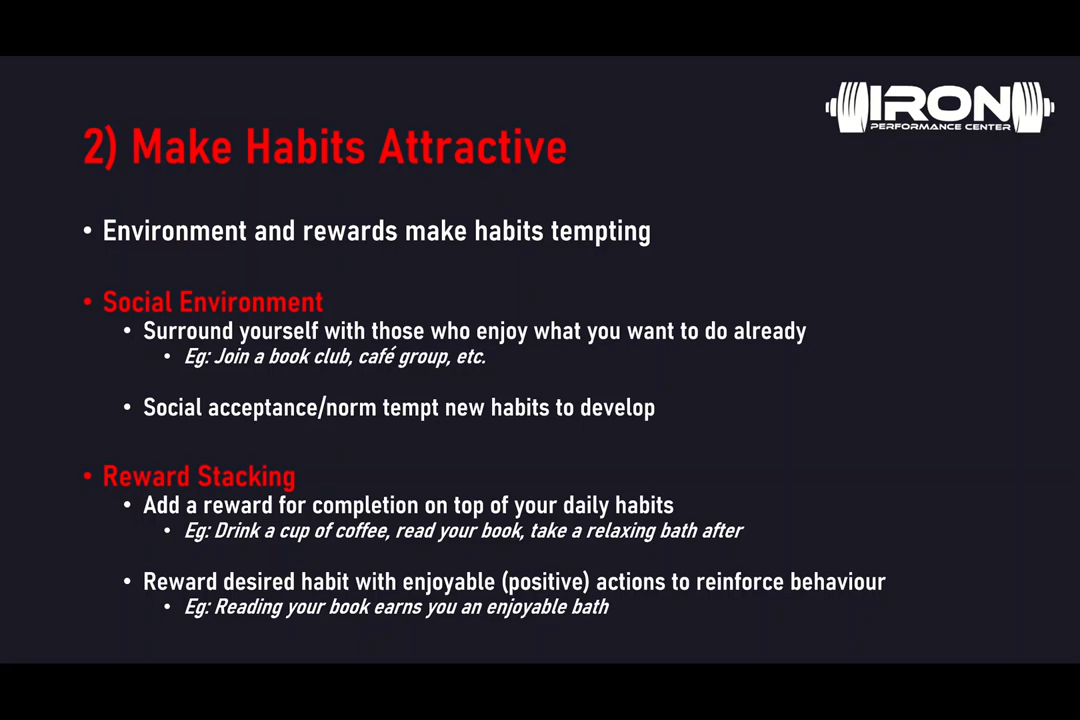 IRON
PERFORMANCE CENTER
2) Make Habits Attractive
• Environment and rewards make habits tempting
• Social Environment
• Surround yourself with those who enjoy what you want to do already
• Eg: Join a book club, café group, etc.
• Social acceptance/norm tempt new habits to develop
• Reward Stacking
• Add a reward for completion on top of your daily habits
• Eg: Drink a cup of coffee, read your book, take a relaxing bath after
• Reward desired habit with enjoyable (positive) actions to reinforce behaviour
• Eg: Reading your book earns you an enjoyable bath